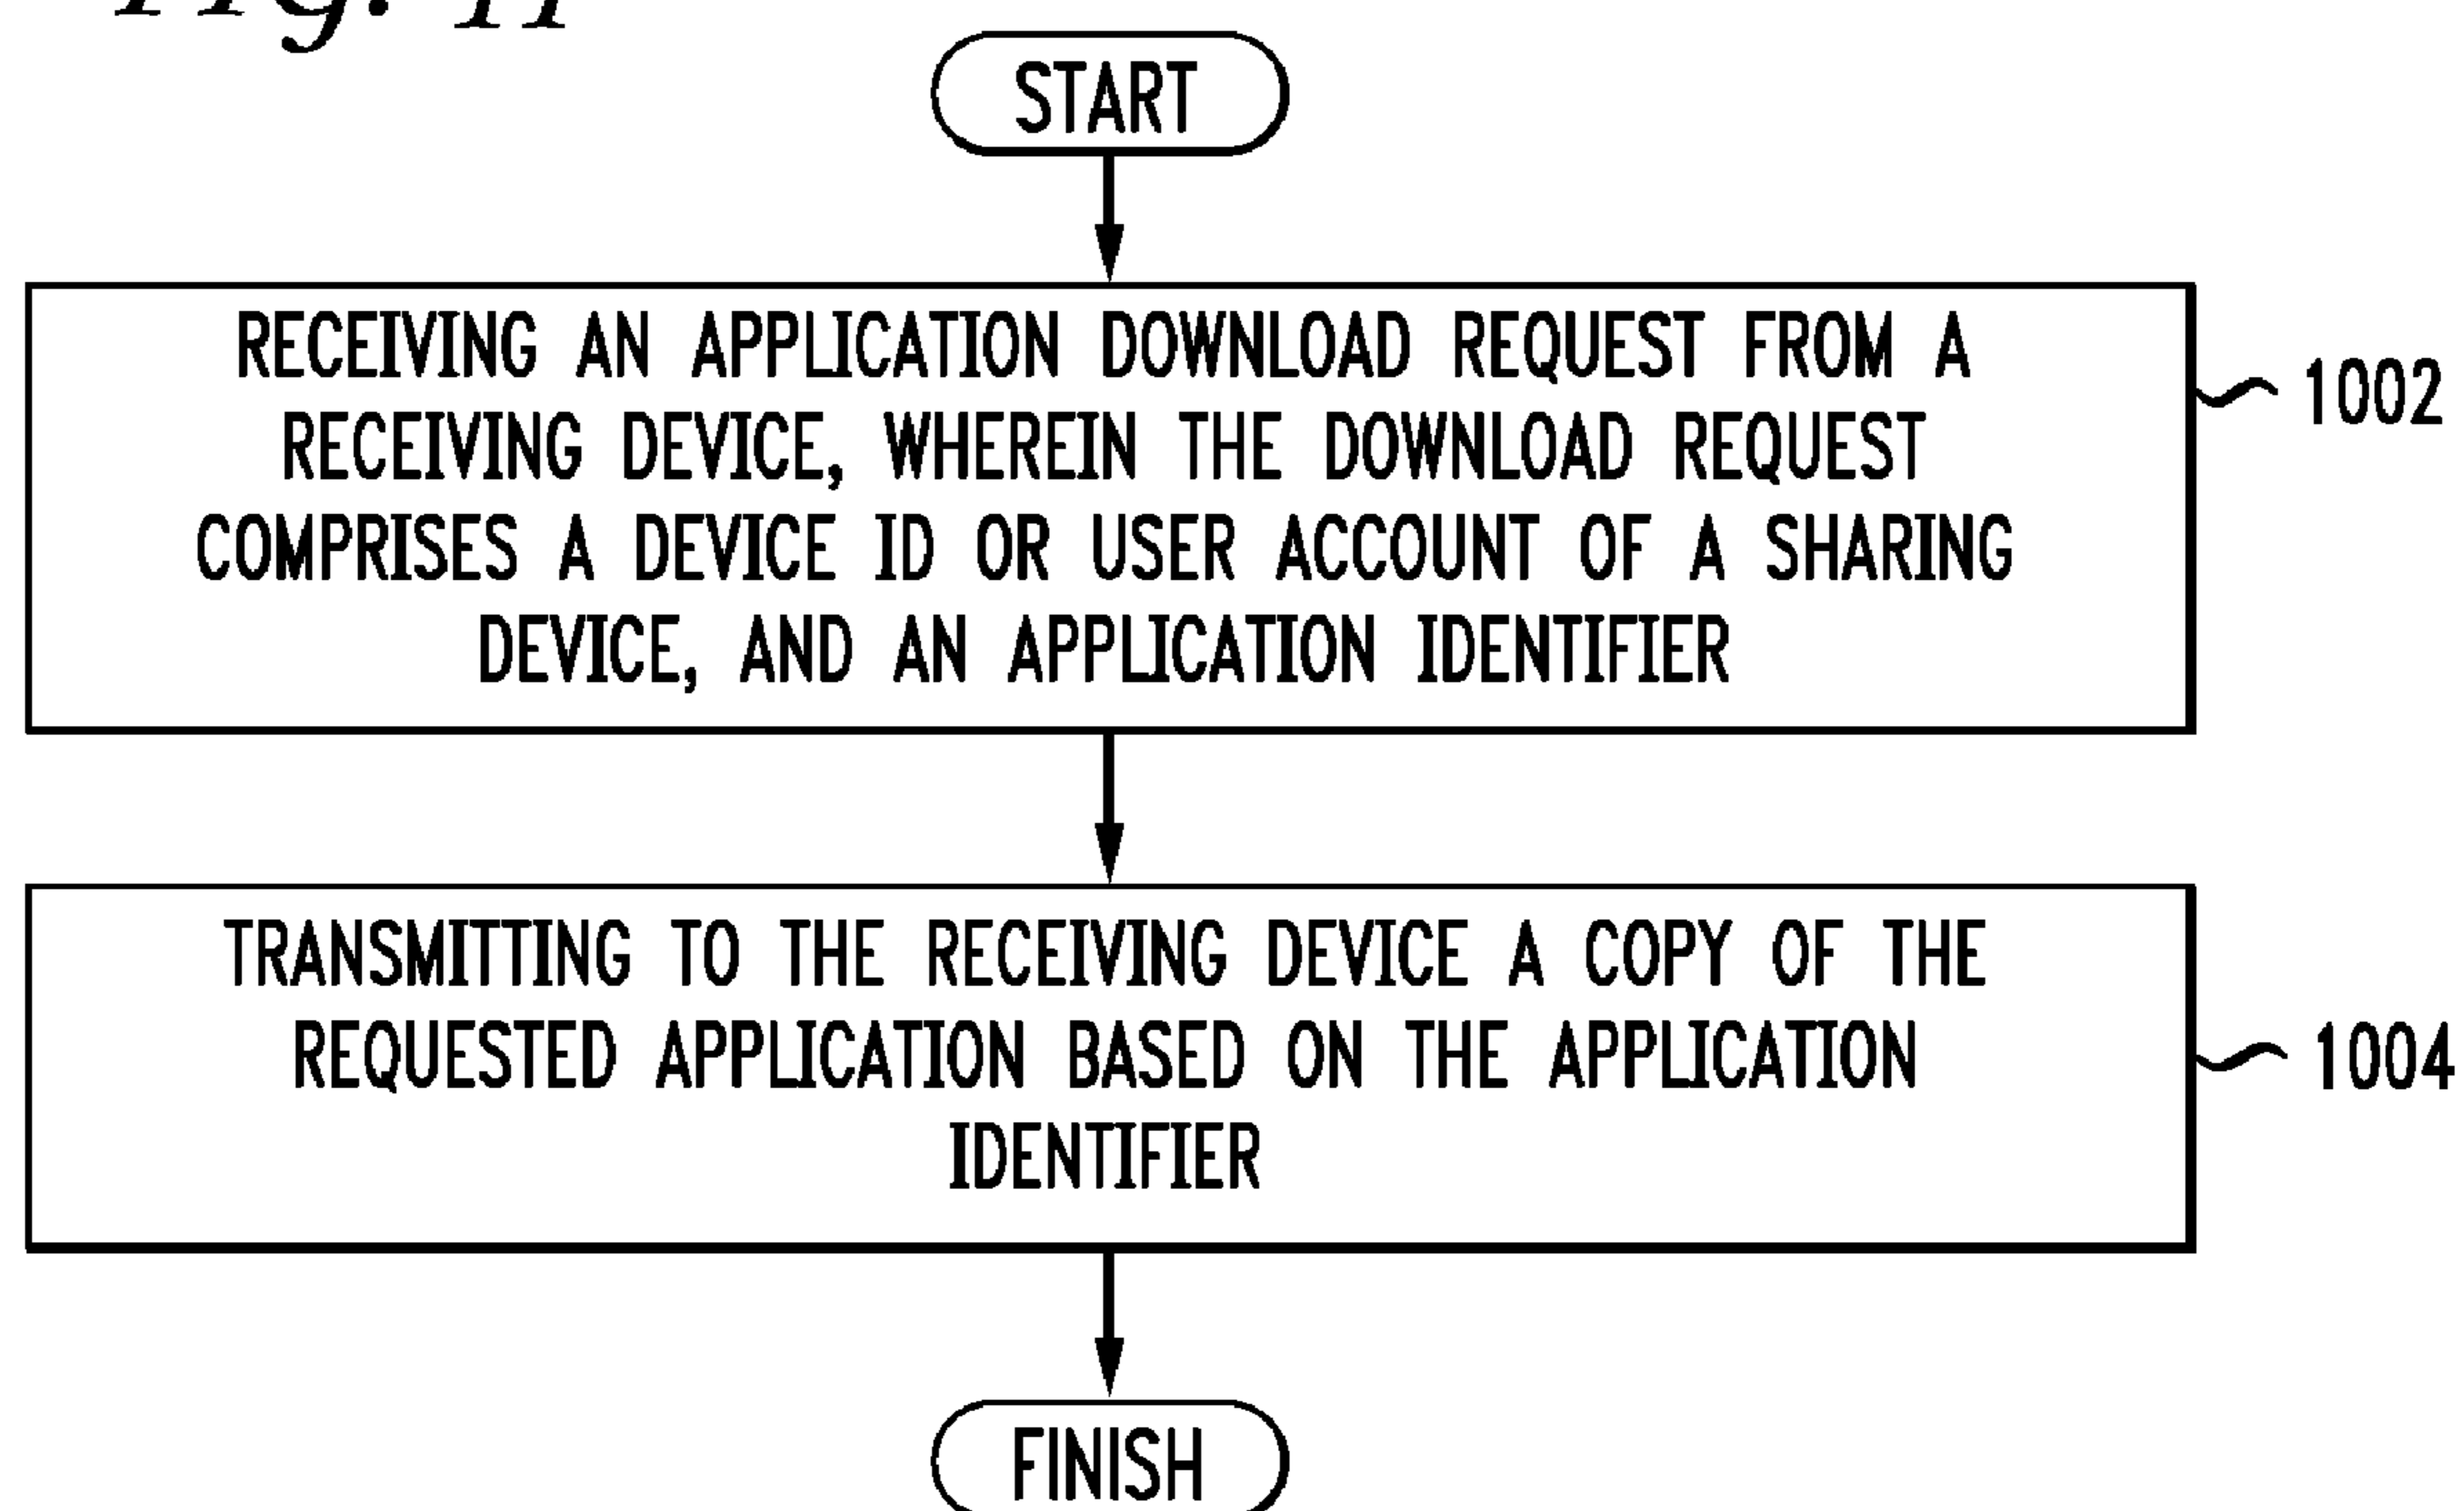 Fig. 11
START
RECEIVING AN APPLICATION DOWNLOAD REQUEST FROM A
RECEIVING DEVICE, WHEREIN THE DOWNLOAD REQUEST
COMPRISES A DEVICE ID OR USER ACCOUNT OF A SHARING
DEVICE, AND AN APPLICATION IDENTIFIER
1002
TRANSMITTING TO THE RECEIVING DEVICE A COPY OF THE
REQUESTED APPLICATION BASED ON THE APPLICATION
IDENTIFIER
1004
FINISH